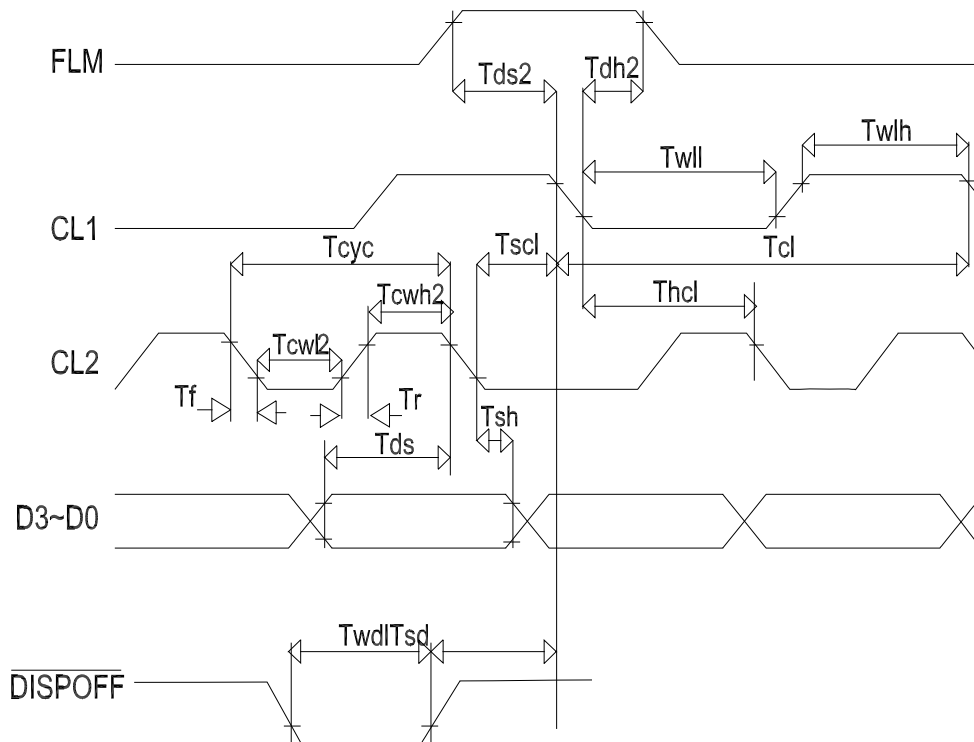 FLM
Tds2
Tdh2
Twlh
Twll
CL1
Tcyc
Tscl
Tcl
Tcwh2
Thcl
CL2
Tcwl2
Tf
Tr
Tsh
Tds
D3~D0
TwdlTsd
DISPOFF